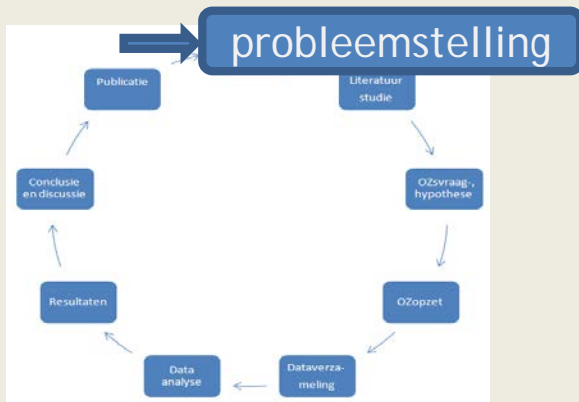 probleemstelling
Literatuur
studie
OZsvraag-,
hypothese
OZopzet
Dataverza-
meling
Data
analyse
Resultaten
Conclusie
en discussie
Publicatie